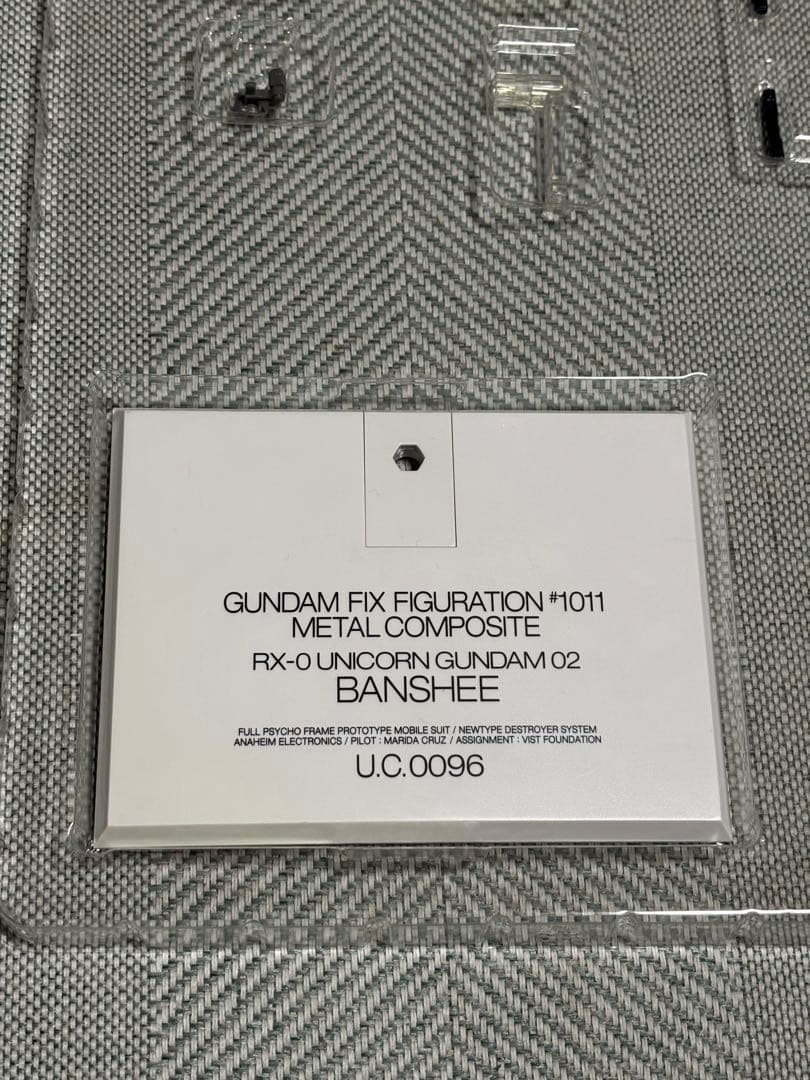 GUNDAM FIX FIGURATION #1011
METAL COMPOSITE
RX-0 UNICORN GUNDAM 02
BANSHEE
FULL PSYCHO FRAME PROTOTYPE MOBILE SUIT / NEWTYPE DESTROYER SYSTEM
ANAHEIM ELECTRONICS / PILOT : MARIDA CRUZ / ASSIGNMENT : VIST FOUNDATION
U.C.0096